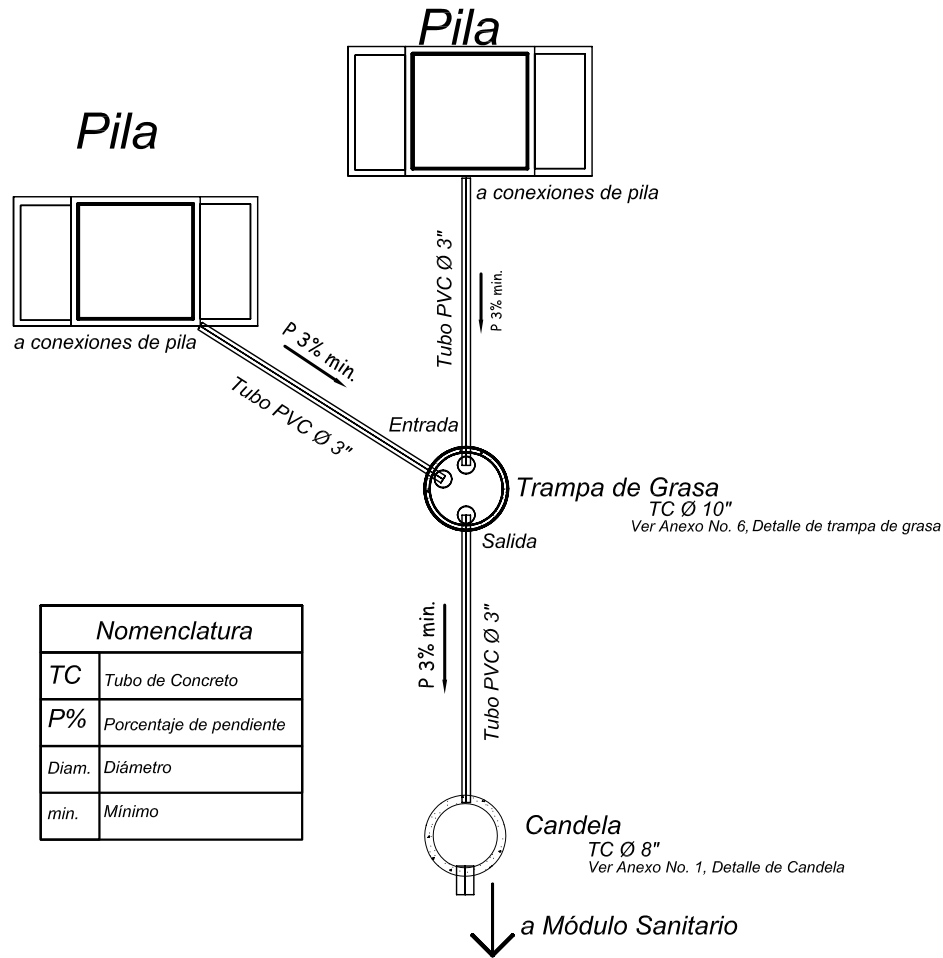 Pila
Pila
a conexiones de pila
a conexiones de pila
Tubo PVC Ø 3"
P 3% min.
P 3% min.
Tubo PVC Ø 3"
Entrada
Trampa de Grasa
TC Ø 10"
Ver Anexo No. 6, Detalle de trampa de grasa
Salida
P 3% min.
Tubo PVC Ø 3"
Nomenclatura
TC Tubo de Concreto
P% Porcentaje de pendiente
Diam. Diámetro
min. Mínimo
Candela
TC Ø 8"
Ver Anexo No. 1, Detalle de Candela
a Módulo Sanitario